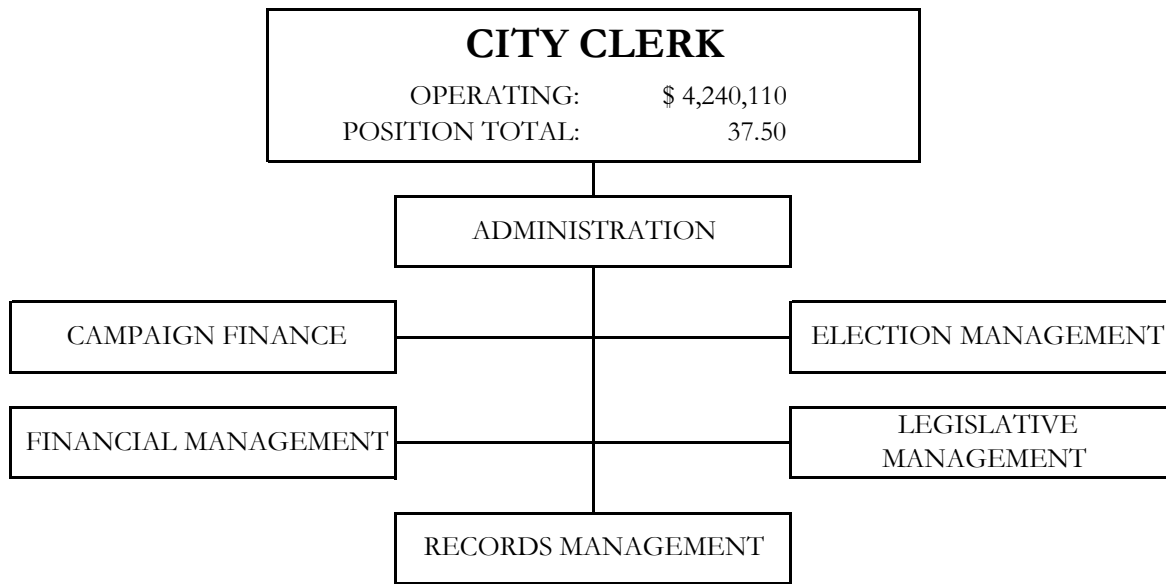 CITY CLERK
OPERATING: $ 4,240,110
POSITION TOTAL: 37.50
ADMINISTRATION
CAMPAIGN FINANCE
ELECTION MANAGEMENT
FINANCIAL MANAGEMENT
LEGISLATIVE
MANAGEMENT
RECORDS MANAGEMENT